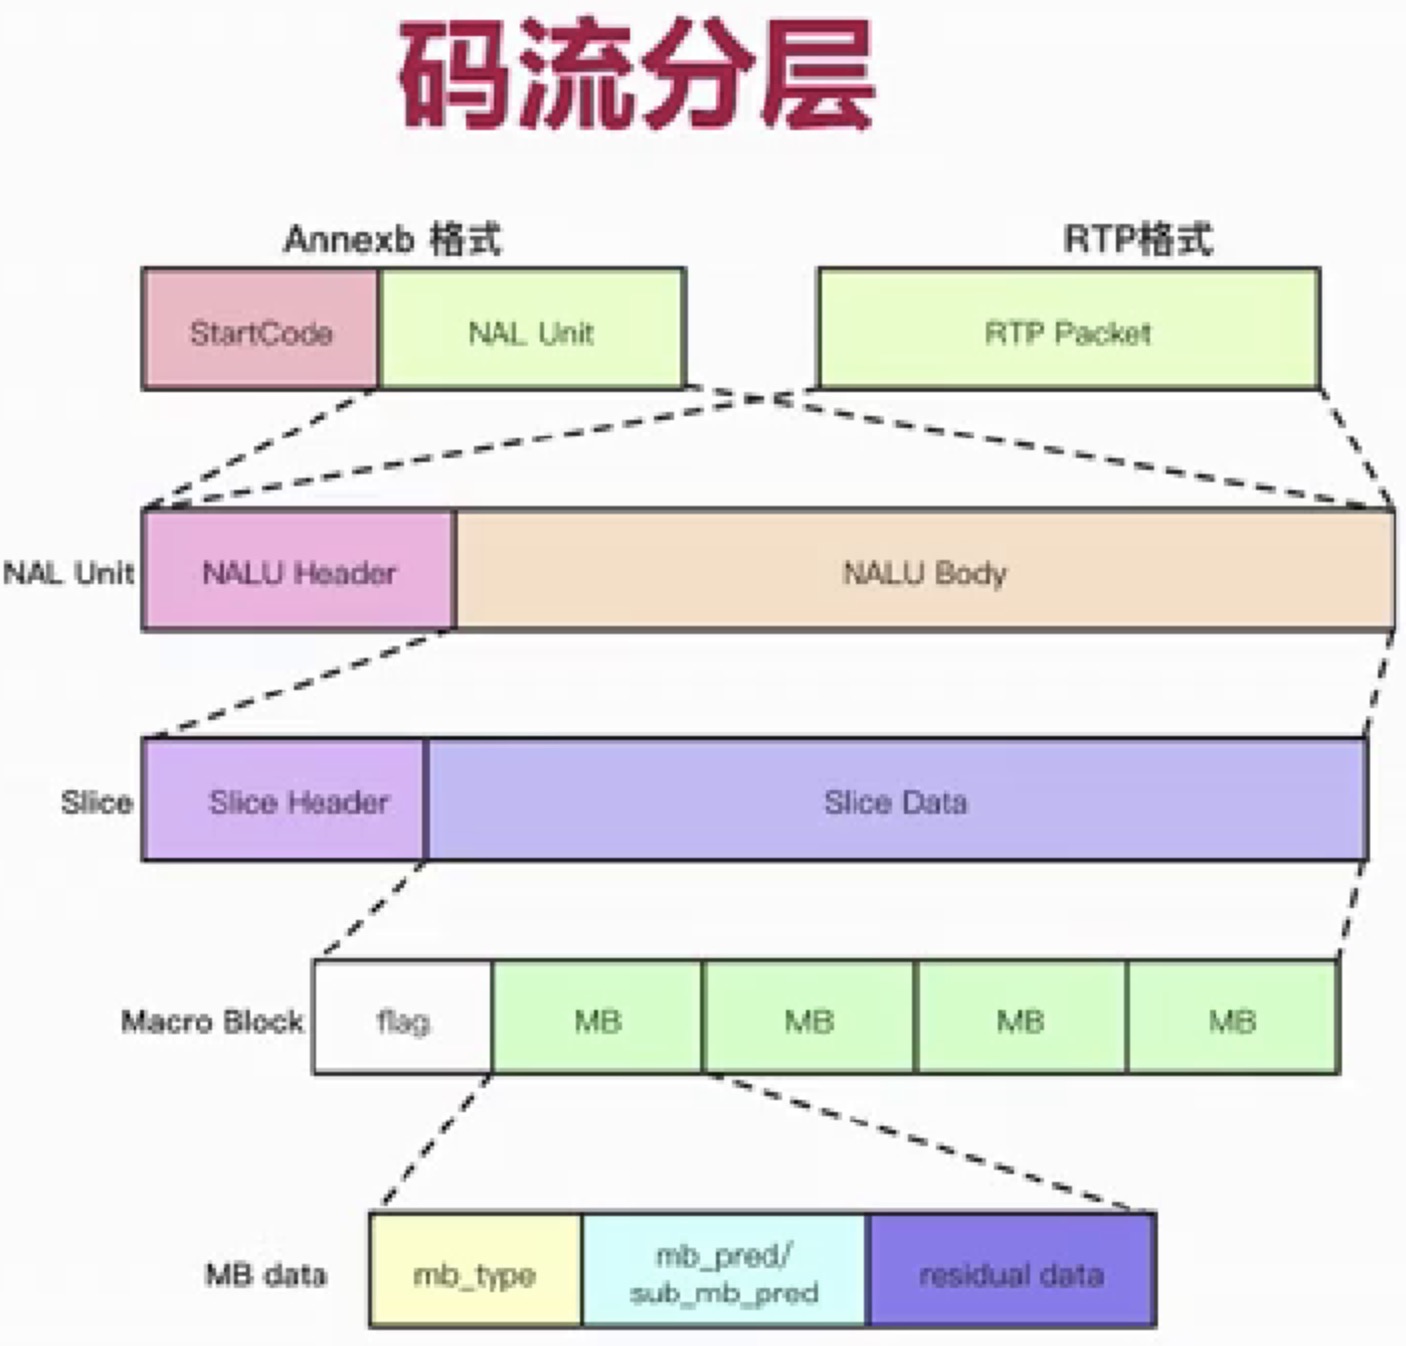 码流分层
Annexb 格式
RTP格式
StartCode
NAL Unit
RTP Packet
NAL Unit
NALU Header
NALU Body
Slice
Slice Header
Slice Data
Macro Block
flag
MB
MB
MB
MB
MB data
mb_type
mb_pred/
sub_mb_pred
residual data